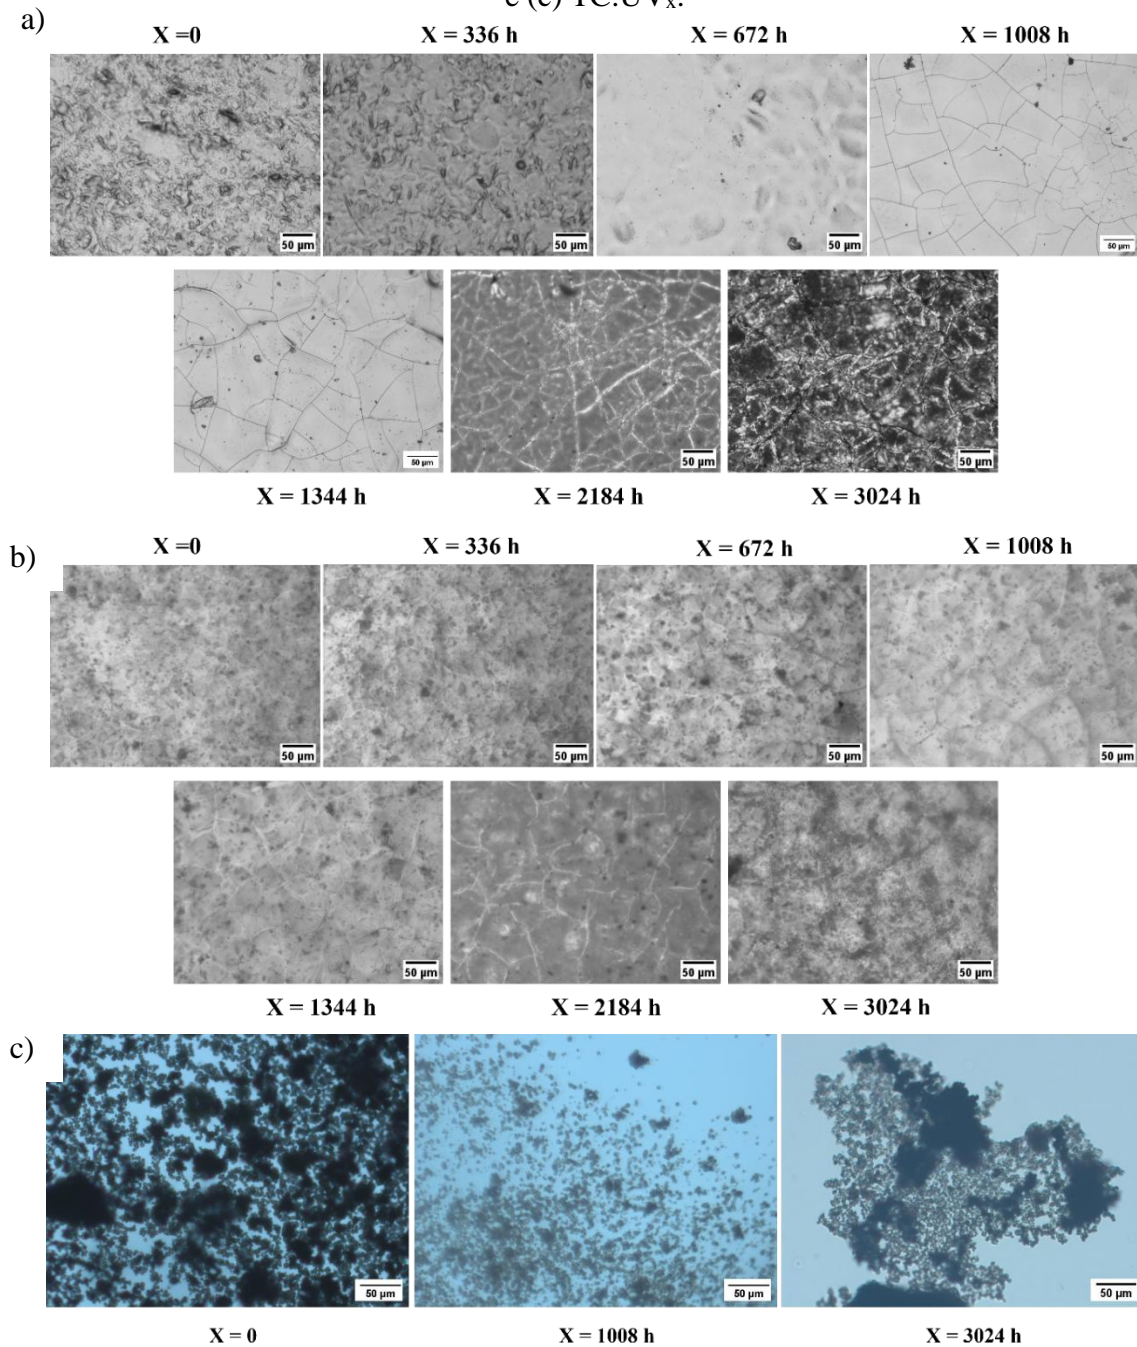 c (c) TC.UVx.
a)
X =0 X = 336 h X = 672 h X = 1008 h
50 µm 50 µm 50 µm 50 µm
50 µm 50 µm 50 µm
X = 1344 h X = 2184 h X = 3024 h
b)
X =0 X = 336 h X = 672 h X = 1008 h
50 µm 50 µm 50 µm 50 µm
50 µm 50 µm 50 µm
X = 1344 h X = 2184 h X = 3024 h
c)
50 µm 50 µm 50 µm
X = 0 X = 1008 h X = 3024 h